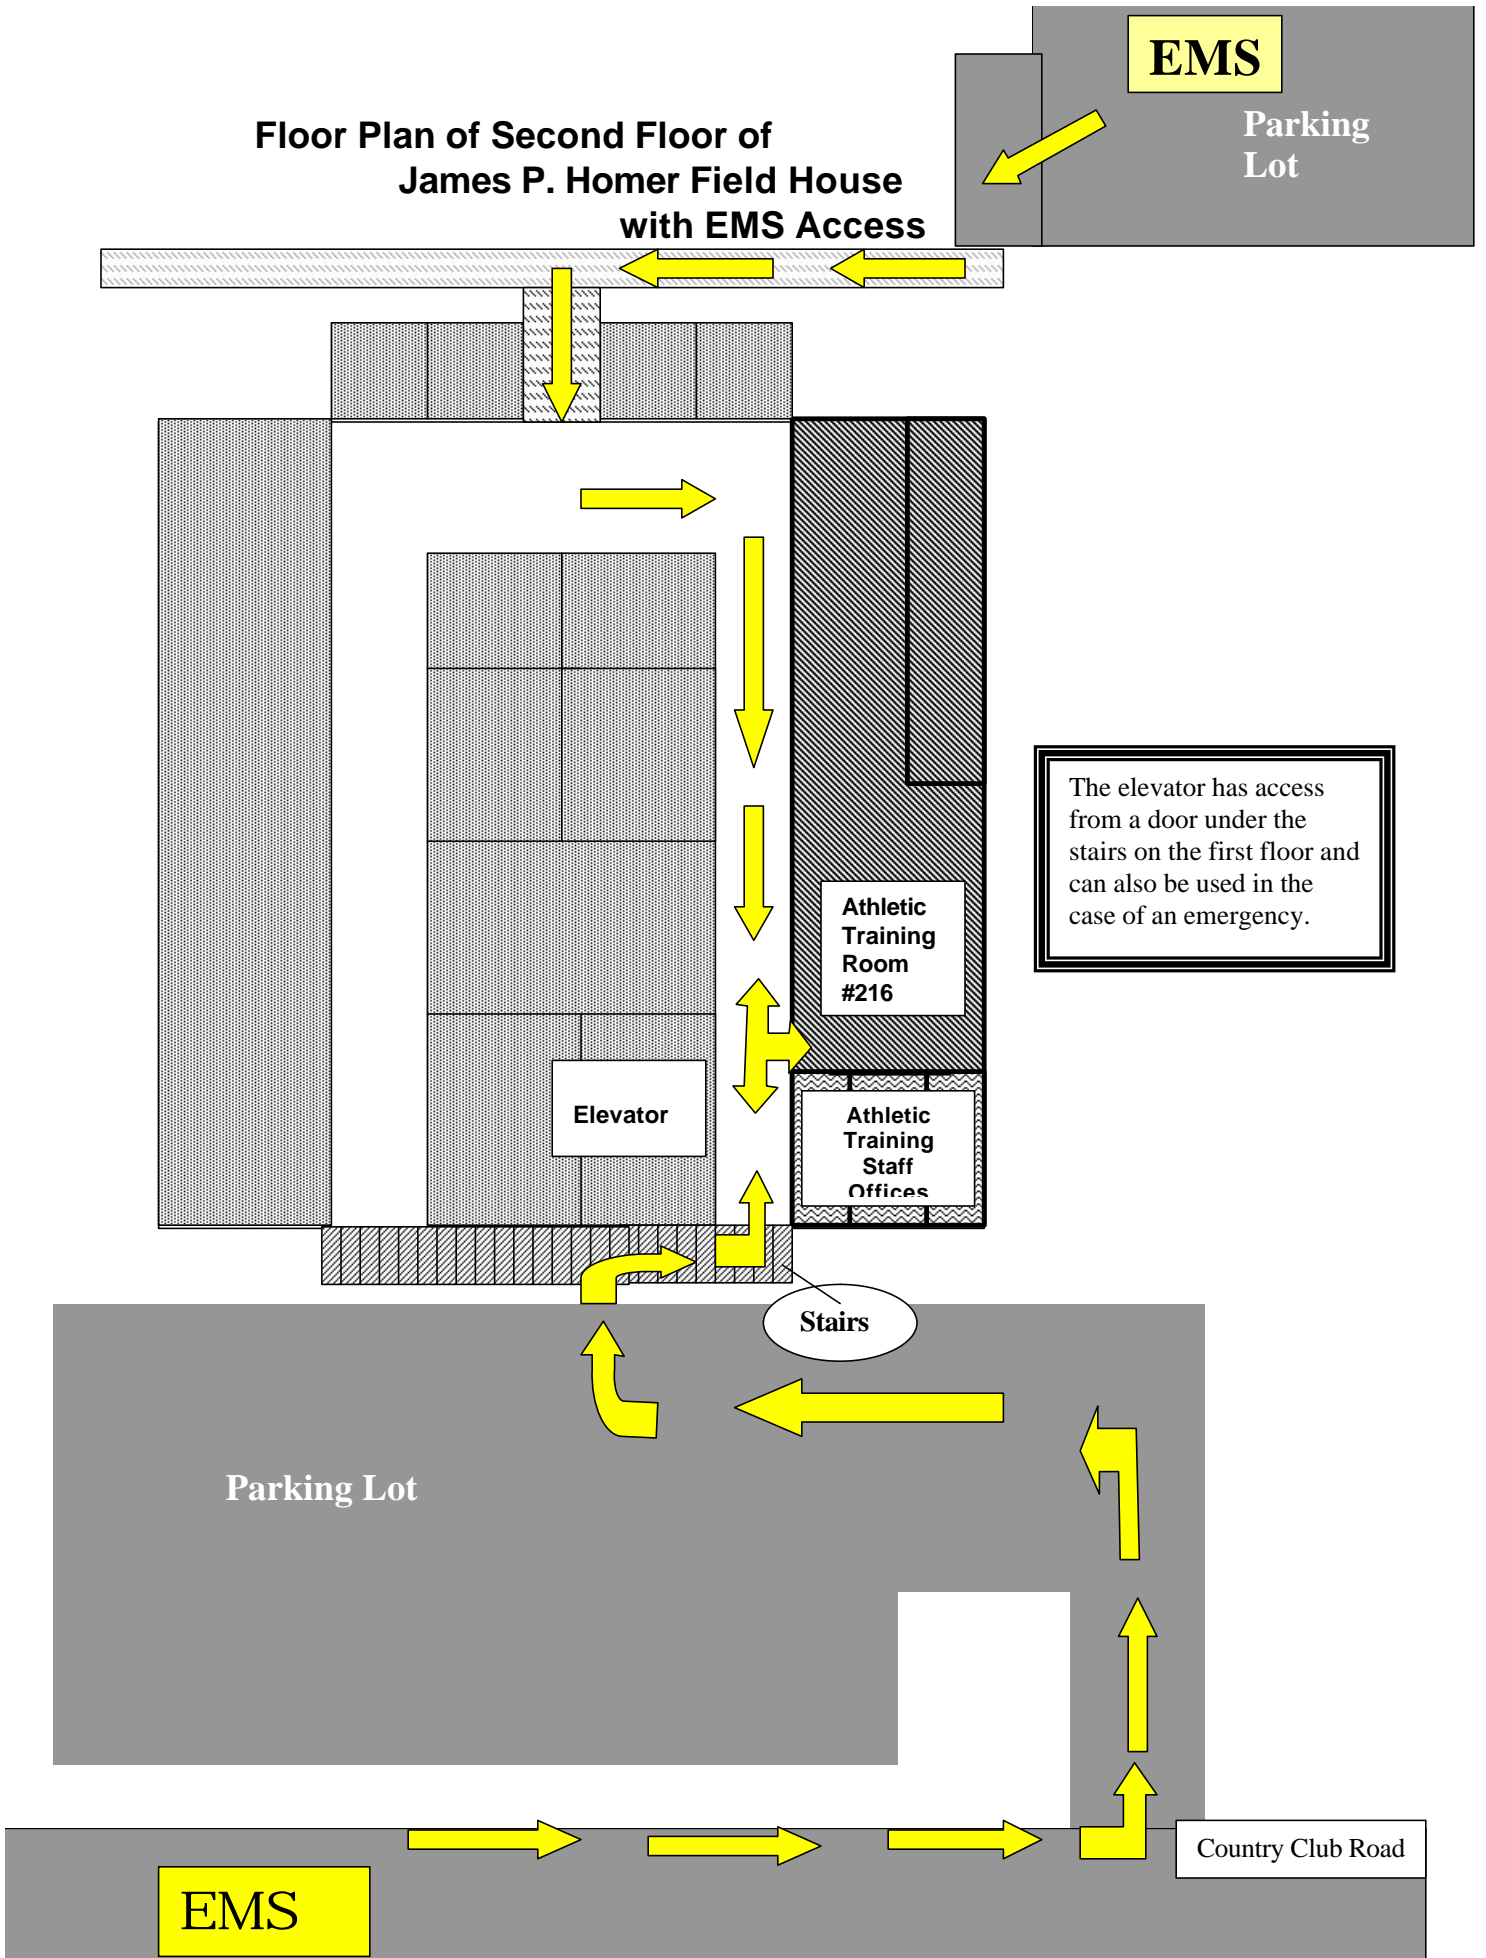 EMS
Parking
Lot
Floor Plan of Second Floor of
James P. Homer Field House
with EMS Access
The elevator has access
from a door under the
stairs on the first floor and
can also be used in the
case of an emergency.
Athletic
Training
Room
#216
Elevator
Athletic
Training
Staff
Offices
Stairs
Parking Lot
Country Club Road
EMS